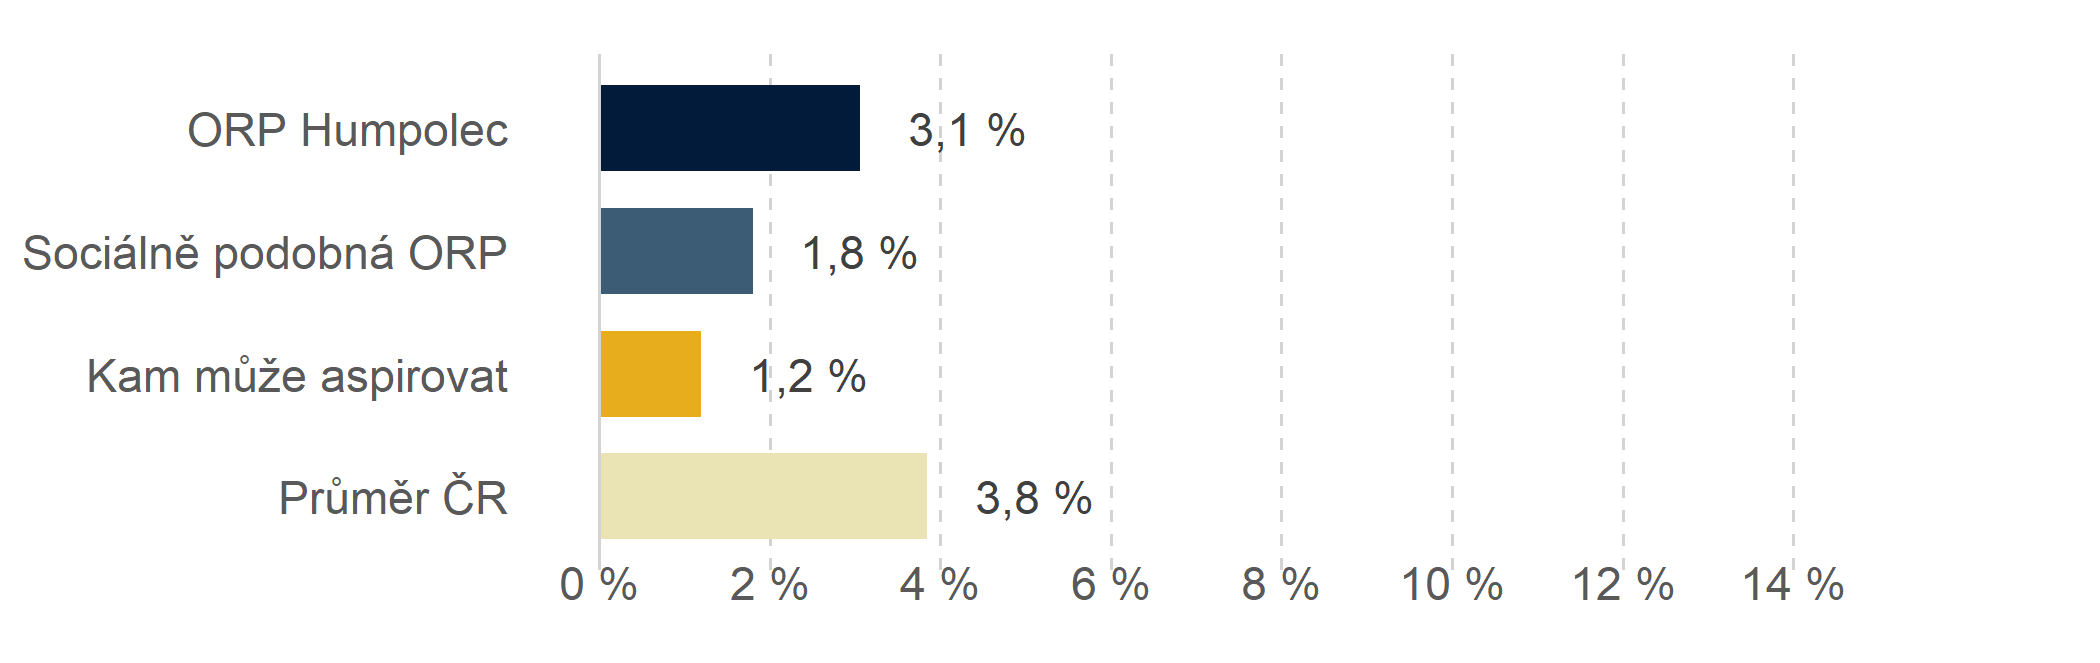 ORP Humpolec 3,1 %
Sociálně podobná ORP 1,8 %
Kam může aspirovat 1,2 %
Průměr ČR 3,8 %
0 % 2 % 4 % 6 % 8 % 10 % 12 % 14 %